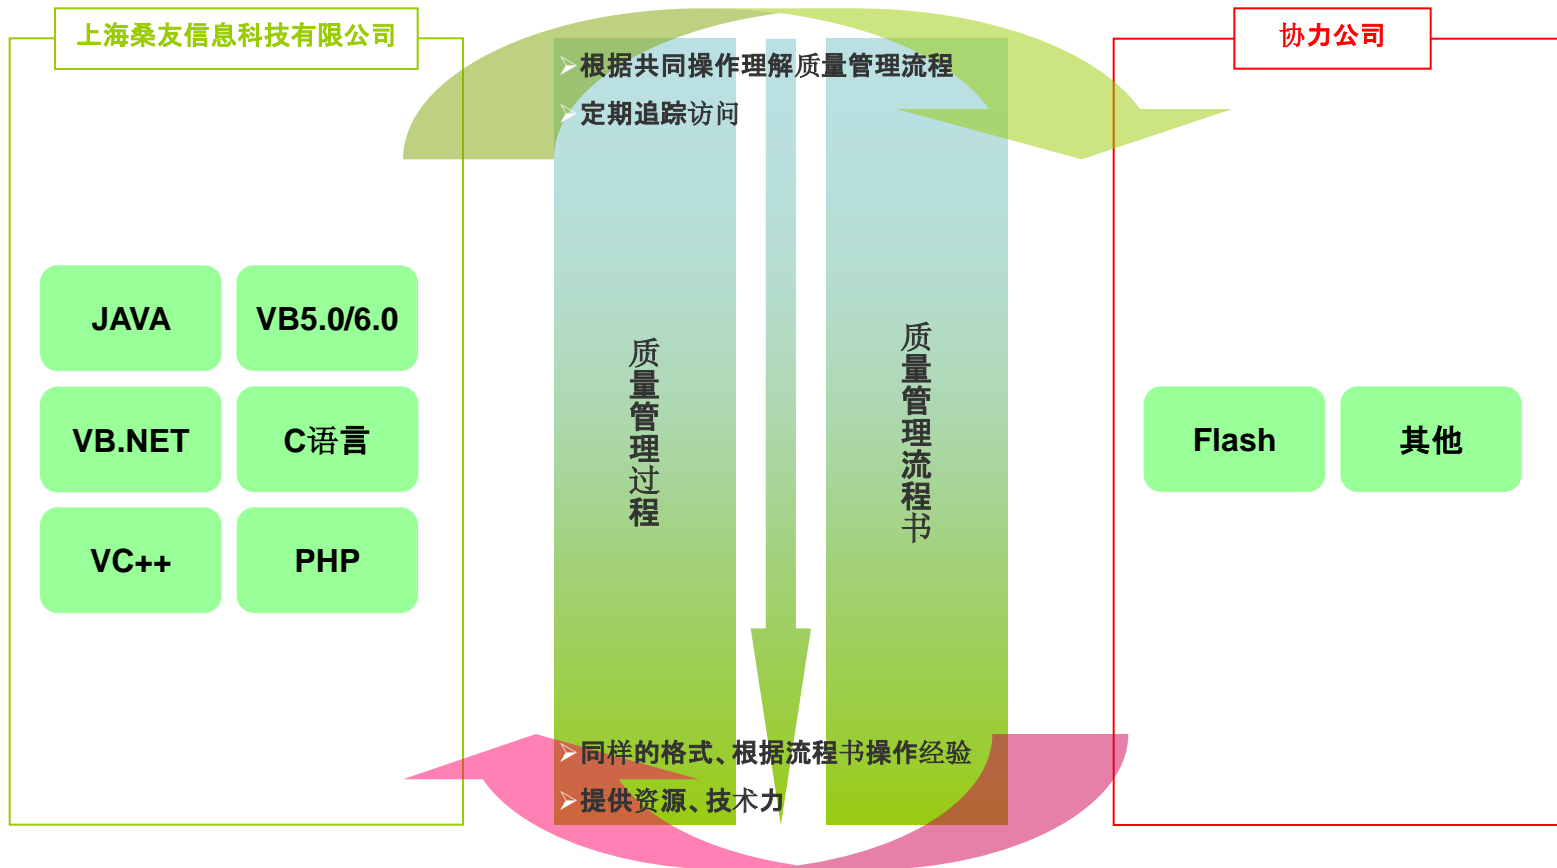 上海桑友信息科技有限公司
协力公司
➢根据共同操作理解质量管理流程
➢定期追踪访问
JAVA
VB5.0/6.0
VB.NET
C语言
VC++
PHP
质量管理过程
质量管理流程书
Flash
其他
➢同样的格式、根据流程书操作经验
➢提供资源、技术力